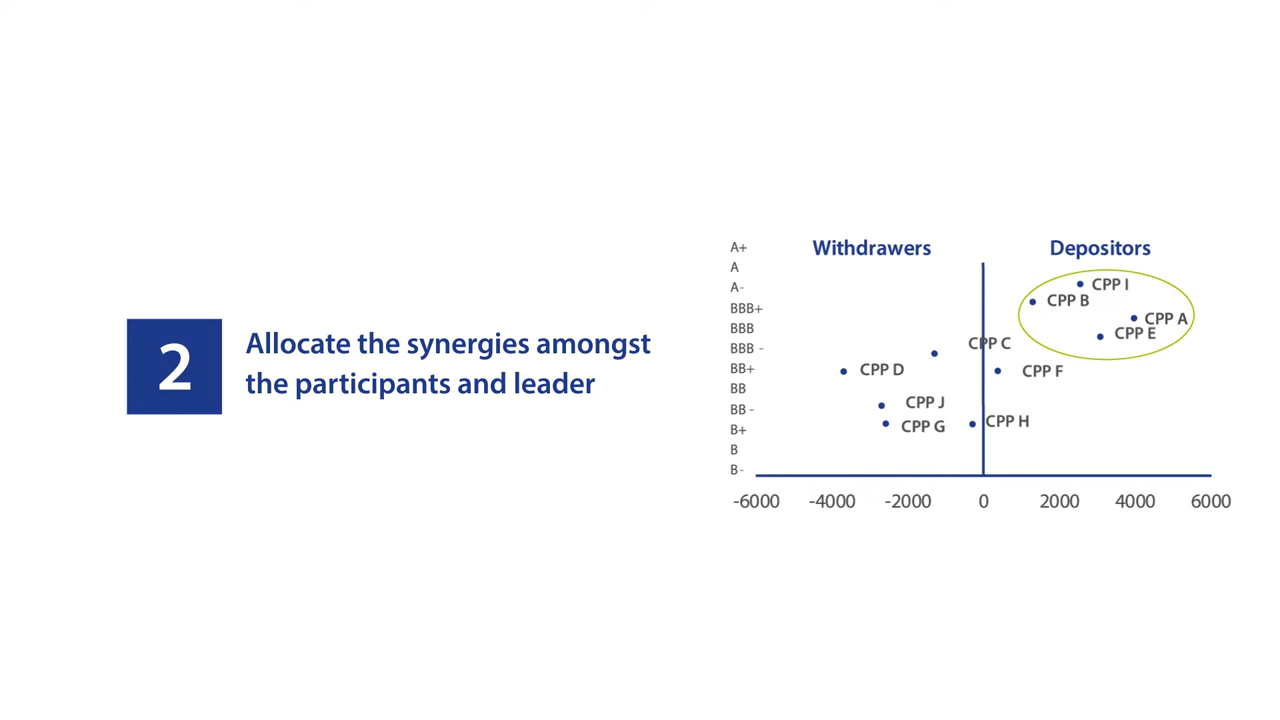 2
Allocate the synergies amongst
the participants and leader
Withdrawers
Depositors
A+
A
A-
BBB+
BBB
BBB -
BB+
BB
BB -
B+
B
B-
CPP I
CPP B
CPP A
CPP E
CPP C
CPP D
CPP F
CPP J
CPP H
CPP G
-6000 -4000 -2000 0 2000 4000 6000